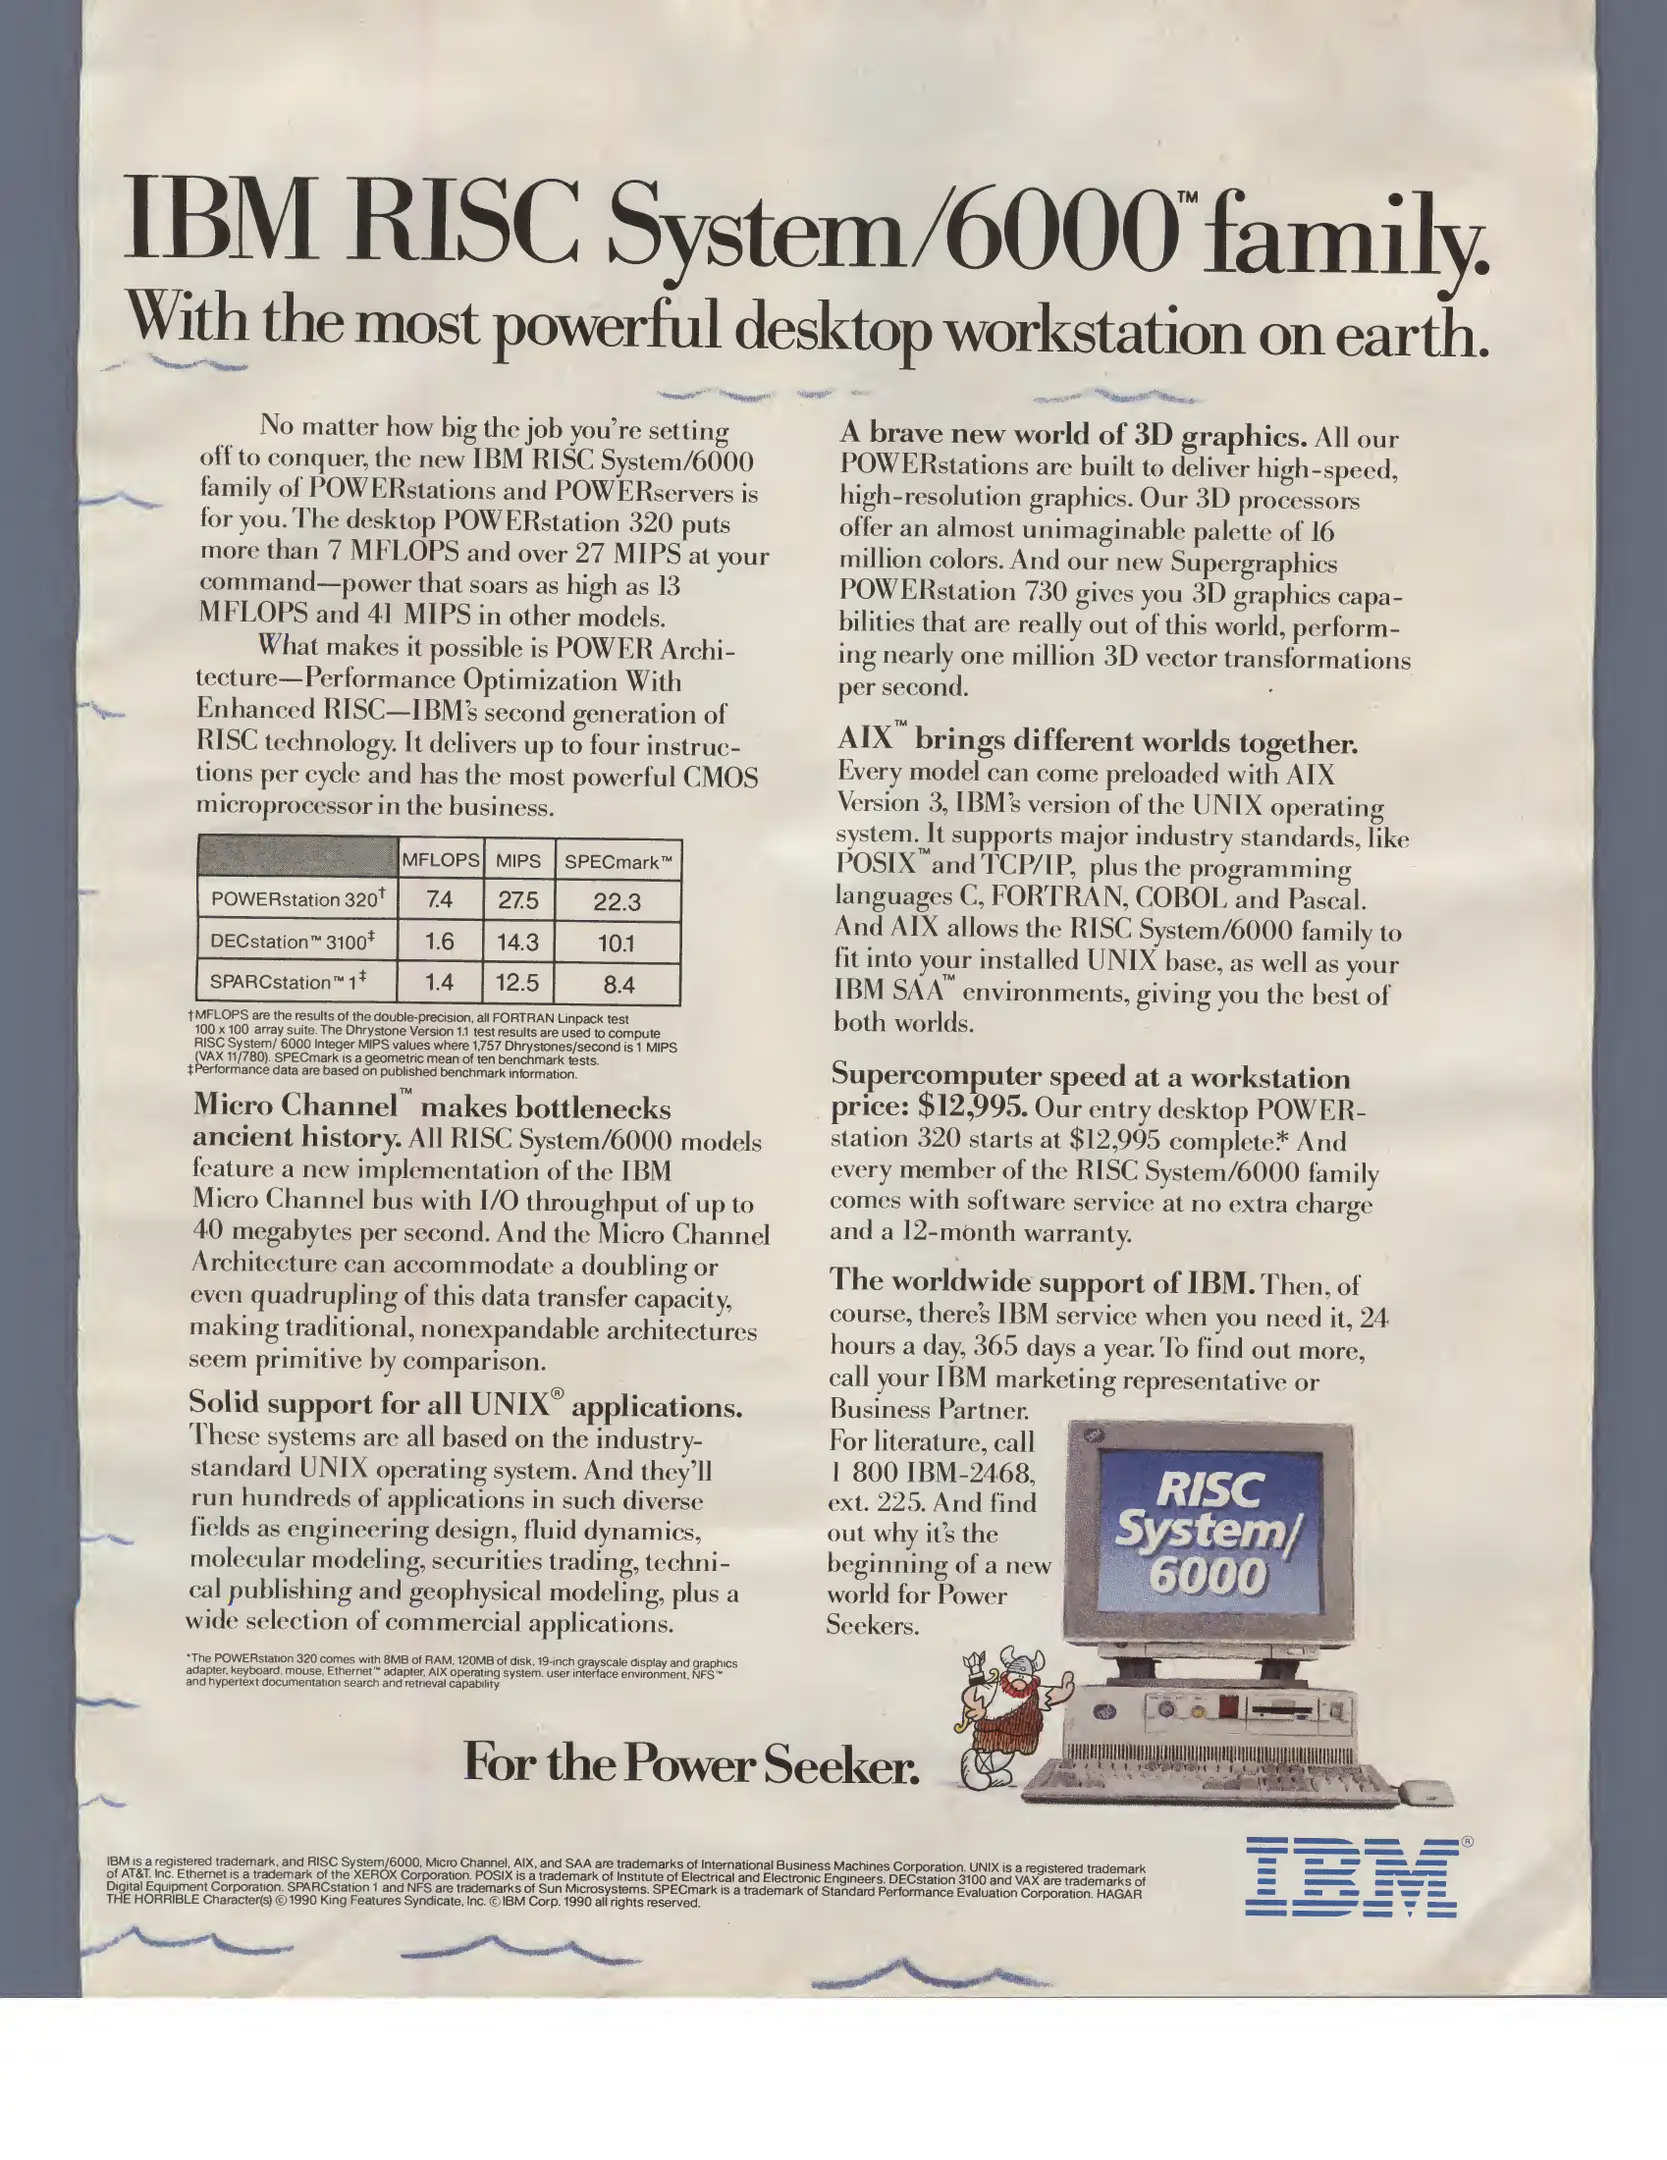 IBM RISC System/6000™ family.
With the most powerful desktop workstation on earth.
No matter how big the job you're setting
off to conquer, the new IBM RISC System/6000
family of POWERstations and POWERservers is
for you. The desktop POWERstation 320 puts
more than 7 MFLOPS and over 27 MIPS at your
command—power that soars as high as 13
MFLOPS and 41 MIPS in other models.
What makes it possible is POWER Archi-
tecture—Performance Optimization With
Enhanced RISC—IBM's second generation of
RISC technology. It delivers up to four instruc-
tions per cycle and has the most powerful CMOS
microprocessor in the business.
MFLOPS MIPS SPECmark™
POWERstation 320† 7.4 27.5 22.3
DECstation™ 3100‡ 1.6 14.3 10.1
SPARCstation™ 1‡ 1.4 12.5 8.4
†MFLOPS are the results of the double-precision, all FORTRAN Linpack test
100 x 100 array suite. The Dhrystone Version 1.1 test results are used to compute
RISC System/ 6000 Integer MIPS values where 1,757 Dhrystones/second is 1 MIPS
(VAX 11/780). SPECmark is a geometric mean of ten benchmark tests.
‡Performance data are based on published benchmark information.
Micro Channel™ makes bottlenecks
ancient history. All RISC System/6000 models
feature a new implementation of the IBM
Micro Channel bus with I/O throughput of up to
40 megabytes per second. And the Micro Channel
Architecture can accommodate a doubling or
even quadrupling of this data transfer capacity,
making traditional, nonexpandable architectures
seem primitive by comparison.
Solid support for all UNIX® applications.
These systems are all based on the industry-
standard UNIX operating system. And they'll
run hundreds of applications in such diverse
fields as engineering design, fluid dynamics,
molecular modeling, securities trading, techni-
cal publishing and geophysical modeling, plus a
wide selection of commercial applications.
*The POWERstation 320 comes with 8MB of RAM, 120MB of disk, 19-inch grayscale display and graphics
adapter, keyboard, mouse, Ethernet™ adapter, AIX operating system, user interface environment, NFS™
and hypertext documentation search and retrieval capability
A brave new world of 3D graphics. All our
POWERstations are built to deliver high-speed,
high-resolution graphics. Our 3D processors
offer an almost unimaginable palette of 16
million colors. And our new Supergraphics
POWERstation 730 gives you 3D graphics capa-
bilities that are really out of this world, perform-
ing nearly one million 3D vector transformations
per second.
AIX™ brings different worlds together.
Every model can come preloaded with AIX
Version 3, IBM's version of the UNIX operating
system. It supports major industry standards, like
POSIX™ and TCP/IP, plus the programming
languages C, FORTRAN, COBOL and Pascal.
And AIX allows the RISC System/6000 family to
fit into your installed UNIX base, as well as your
IBM SAA™ environments, giving you the best of
both worlds.
Supercomputer speed at a workstation
price: $12,995. Our entry desktop POWER-
station 320 starts at $12,995 complete.* And
every member of the RISC System/6000 family
comes with software service at no extra charge
and a 12-month warranty.
The worldwide support of IBM. Then, of
course, there's IBM service when you need it, 24
hours a day, 365 days a year. To find out more,
call your IBM marketing representative or
Business Partner.
For literature, call
1 800 IBM-2468,
ext. 225. And find
out why it's the
beginning of a new
world for Power
Seekers.
RISC
System/
6000
For the Power Seeker.
IBM®
IBM is a registered trademark, and RISC System/6000, Micro Channel, AIX, and SAA are trademarks of International Business Machines Corporation. UNIX is a registered trademark
of AT&T, Inc. Ethernet is a trademark of the XEROX Corporation. POSIX is a trademark of Institute of Electrical and Electronic Engineers. DECstation 3100 and VAX are trademarks of
Digital Equipment Corporation. SPARCstation 1 and NFS are trademarks of Sun Microsystems. SPECmark is a trademark of Standard Performance Evaluation Corporation. HAGAR
THE HORRIBLE Character(s) © 1990 King Features Syndicate, Inc. © IBM Corp. 1990 all rights reserved.